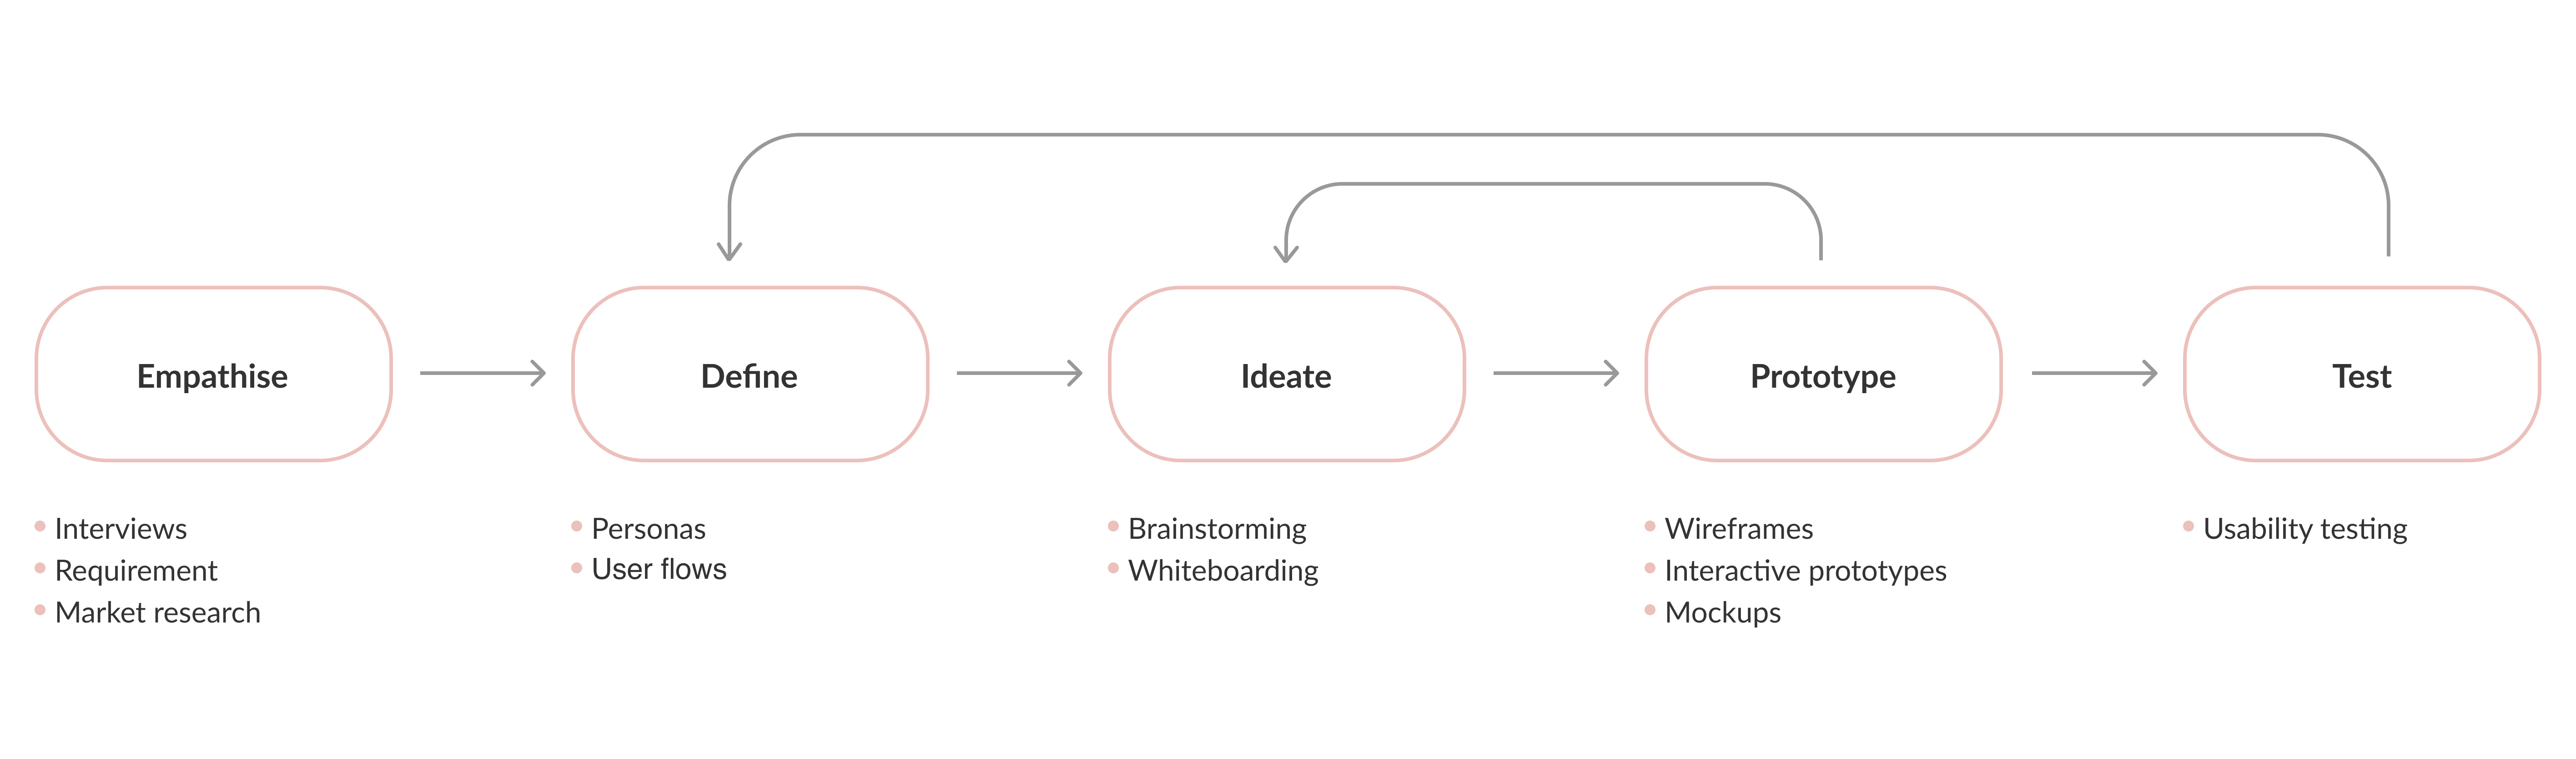 Empathise
Define
Ideate
Prototype
Test
Interviews
Requirement
Market research
Personas
User flows
Brainstorming
Whiteboarding
Wireframes
Interactive prototypes
Mockups
Usability testing